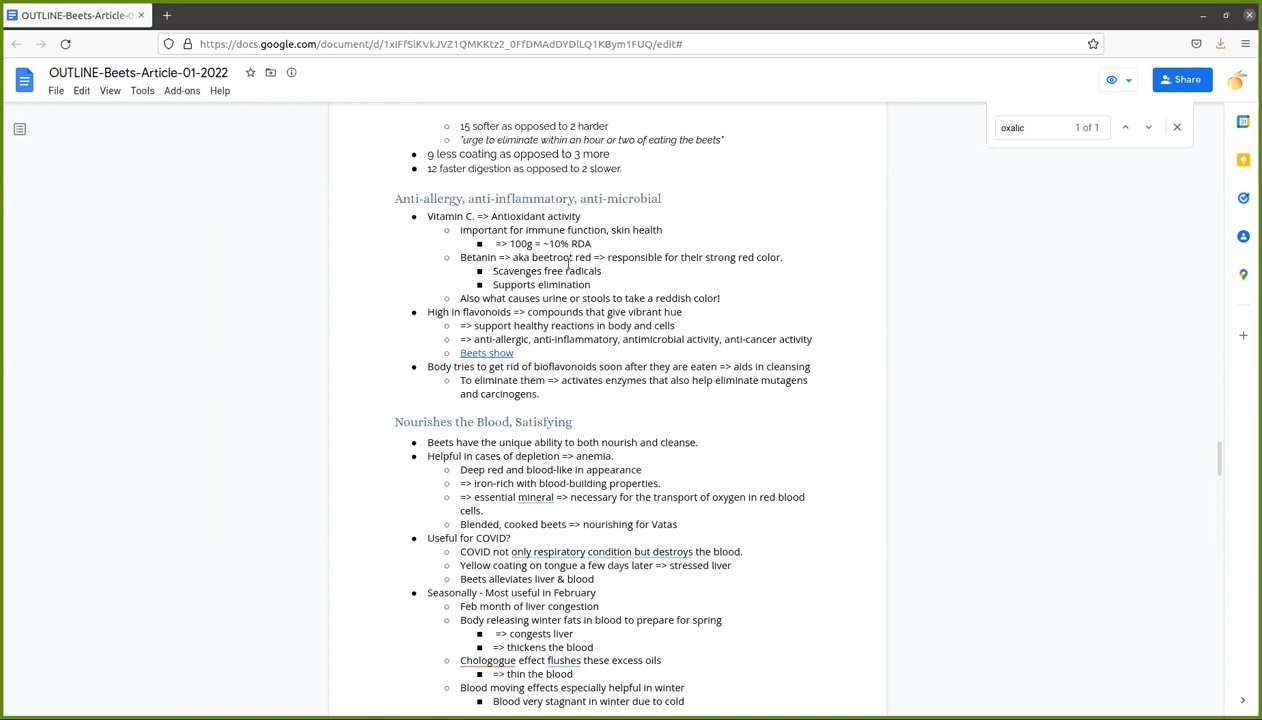 OUTLINE-Beets-Article-0
https://docs.google.com/document/d/1xIFfSlKVkJVZ1QMKKtz2_0FfDMAdDYDlLQ1KBym1FUQ/edit#
OUTLINE-Beets-Article-01-2022
File Edit View Tools Add-ons Help
Share
oxalic 1 of 1
○ 15 softer as opposed to 2 harder
○ "urge to eliminate within an hour or two of eating the beets"
● 9 less coating as opposed to 3 more
● 12 faster digestion as opposed to 2 slower.
Anti-allergy, anti-inflammatory, anti-microbial
● Vitamin C. => Antioxidant activity
○ important for immune function, skin health
■ => 100g = ~10% RDA
○ Betanin => aka beetroot red => responsible for their strong red color.
■ Scavenges free radicals
■ Supports elimination
○ Also what causes urine or stools to take a reddish color!
● High in flavonoids => compounds that give vibrant hue
○ => support healthy reactions in body and cells
○ => anti-allergic, anti-inflammatory, antimicrobial activity, anti-cancer activity
○ Beets show
● Body tries to get rid of bioflavonoids soon after they are eaten => aids in cleansing
○ To eliminate them => activates enzymes that also help eliminate mutagens
and carcinogens.
Nourishes the Blood, Satisfying
● Beets have the unique ability to both nourish and cleanse.
● Helpful in cases of depletion => anemia.
○ Deep red and blood-like in appearance
○ => iron-rich with blood-building properties.
○ => essential mineral => necessary for the transport of oxygen in red blood
cells.
○ Blended, cooked beets => nourishing for Vatas
● Useful for COVID?
○ COVID not only respiratory condition but destroys the blood.
○ Yellow coating on tongue a few days later => stressed liver
○ Beets alleviates liver & blood
● Seasonally - Most useful in February
○ Feb month of liver congestion
○ Body releasing winter fats in blood to prepare for spring
■ => congests liver
■ => thickens the blood
○ Chologogue effect flushes these excess oils
■ => thin the blood
○ Blood moving effects especially helpful in winter
■ Blood very stagnant in winter due to cold